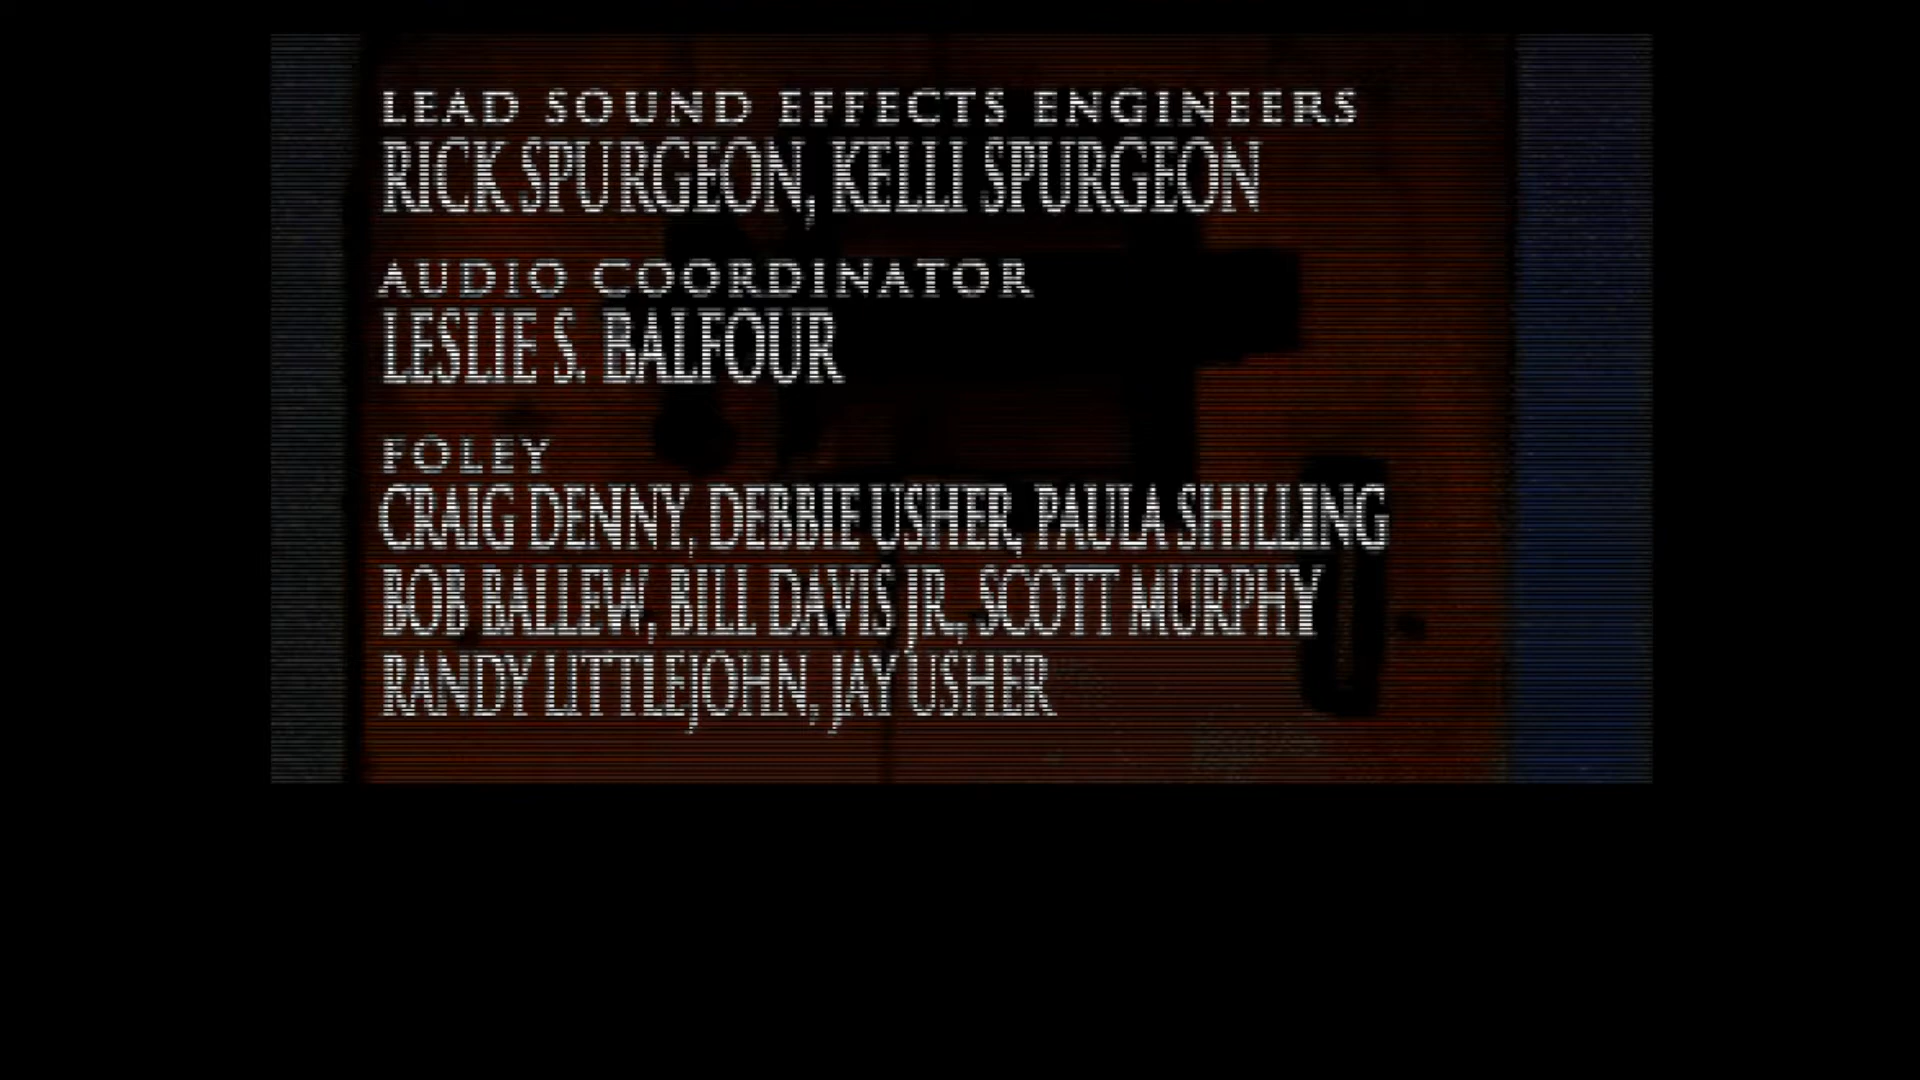 LEAD SOUND EFFECTS ENGINEERS
RICK SPURGEON, KELLI SPURGEON
AUDIO COORDINATOR
LESLIE S. BALFOUR
FOLEY
CRAIG DENNY, DEBBIE USHER, PAULA SHILLING
BOB BALLEW, BILL DAVIS JR., SCOTT MURPHY
RANDY LITTLEJOHN, JAY USHER